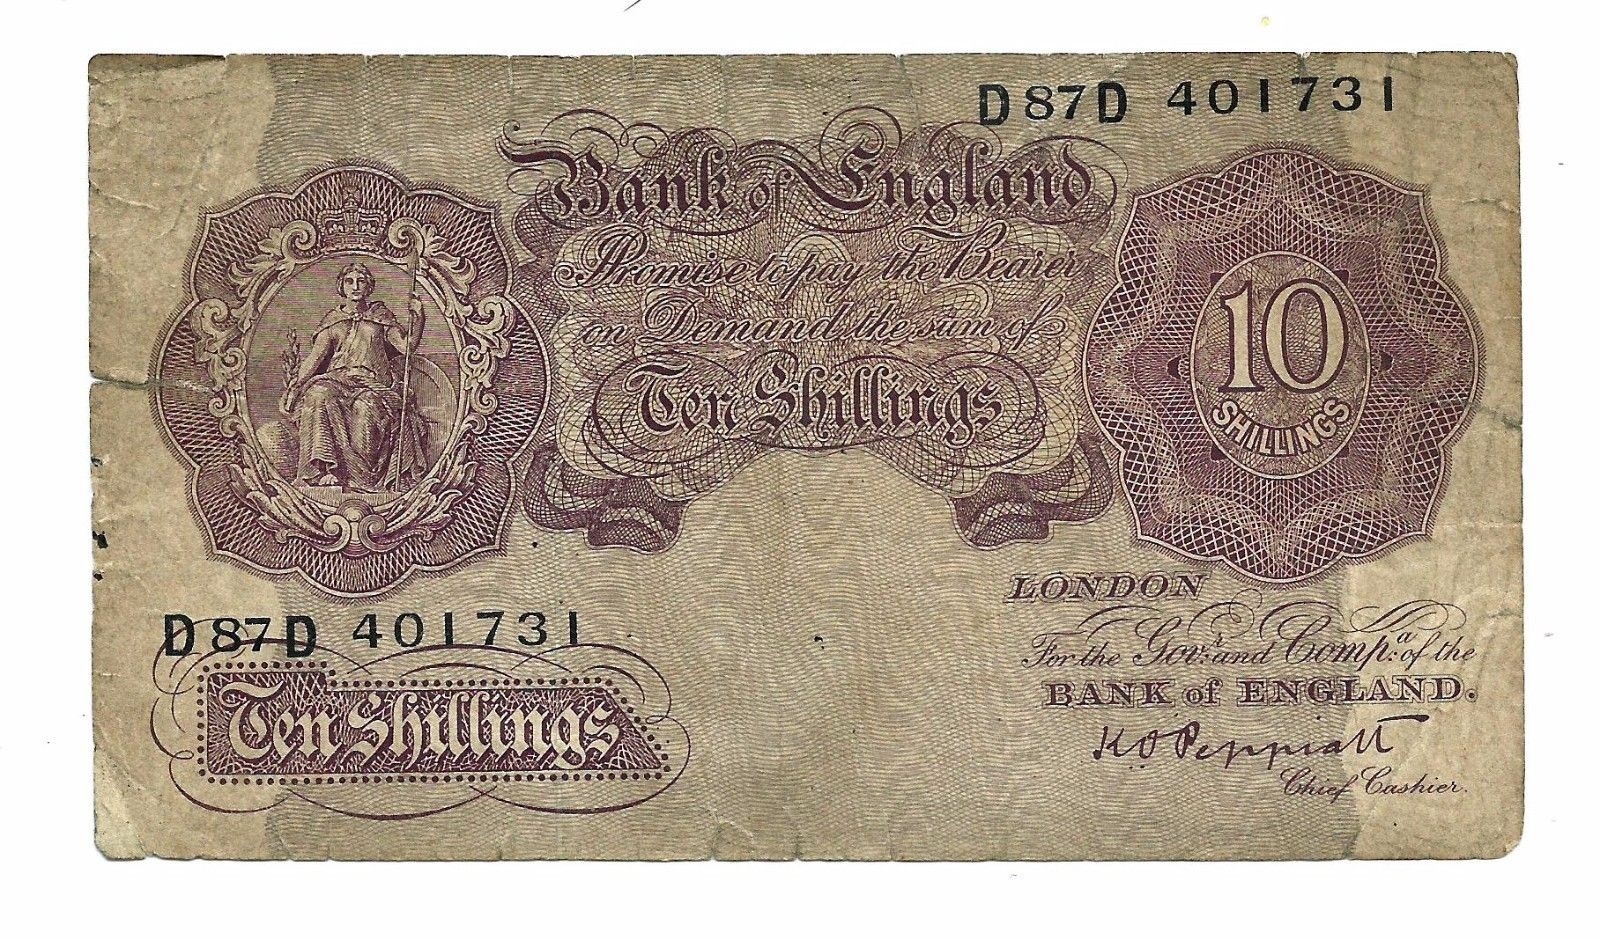 D87D 401731
Bank of England
Promise to pay the Bearer
on Demand the sum of
Ten Shillings
10
SHILLINGS
LONDON
For the Gov.r and Comp.a of the
BANK of ENGLAND.
K O Peppiatt
Chief Cashier.
D87D 401731
Ten Shillings